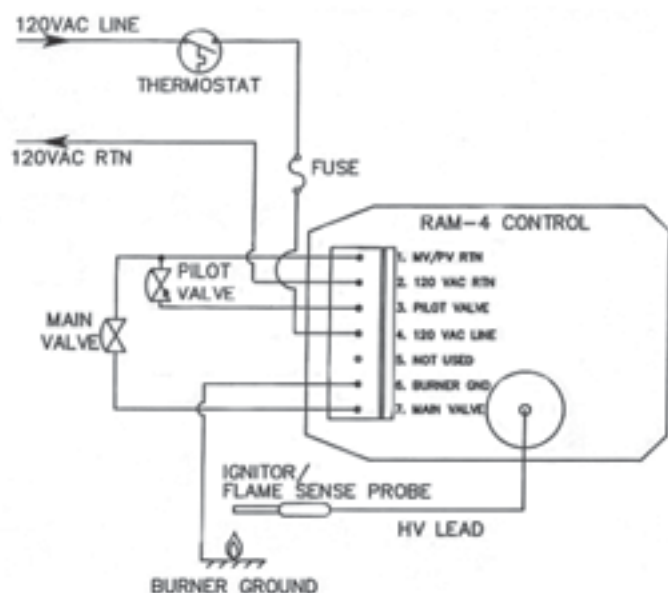 120VAC LINE
THERMOSTAT
120VAC RTN
FUSE
RAM-4 CONTROL
1. MV/PV RTN
2. 120 VAC RTN
3. PILOT VALVE
4. 120 VAC LINE
5. NOT USED
6. BURNER GND
7. MAIN VALVE
PILOT
VALVE
MAIN
VALVE
IGNITOR/
FLAME SENSE PROBE
HV LEAD
BURNER GROUND